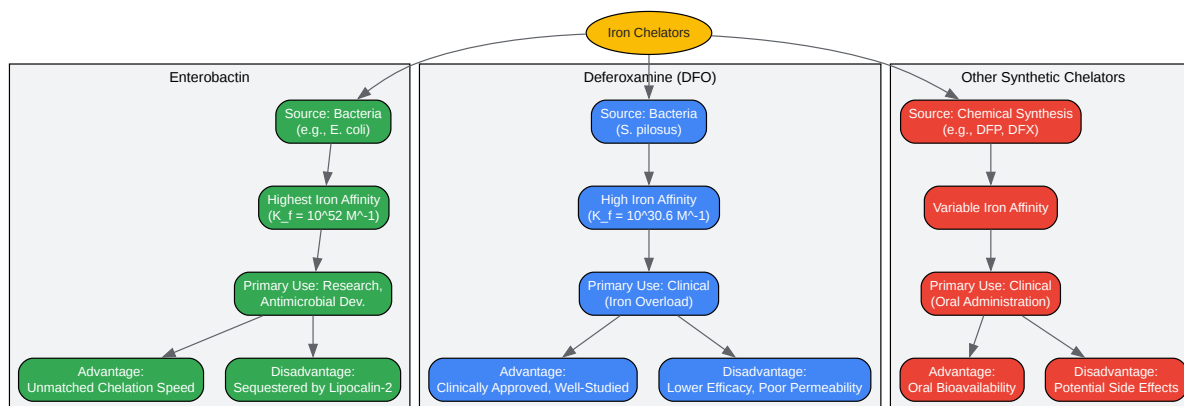 Iron Chelators
Enterobactin
Source: Bacteria
(e.g., E. coli)
Highest Iron Affinity
(K_f = 10^52 M^-1)
Primary Use: Research,
Antimicrobial Dev.
Advantage:
Unmatched Chelation Speed
Disadvantage:
Sequestered by Lipocalin-2
Deferoxamine (DFO)
Source: Bacteria
(S. pilosus)
High Iron Affinity
(K_f = 10^30.6 M^-1)
Primary Use: Clinical
(Iron Overload)
Advantage:
Clinically Approved, Well-Studied
Disadvantage:
Lower Efficacy, Poor Permeability
Other Synthetic Chelators
Source: Chemical Synthesis
(e.g., DFP, DFX)
Variable Iron Affinity
Primary Use: Clinical
(Oral Administration)
Advantage:
Oral Bioavailability
Disadvantage:
Potential Side Effects